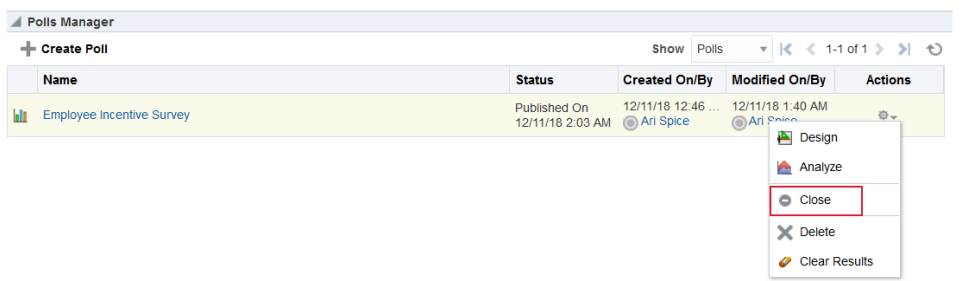 Polls Manager
Create Poll
Show Polls 1-1 of 1
Name Status Created On/By Modified On/By Actions
Employee Incentive Survey
Published On
12/11/18 2:03 AM
12/11/18 12:46 ...
Ari Spice
12/11/18 1:40 AM
Ari Spice
Design
Analyze
Close
Delete
Clear Results